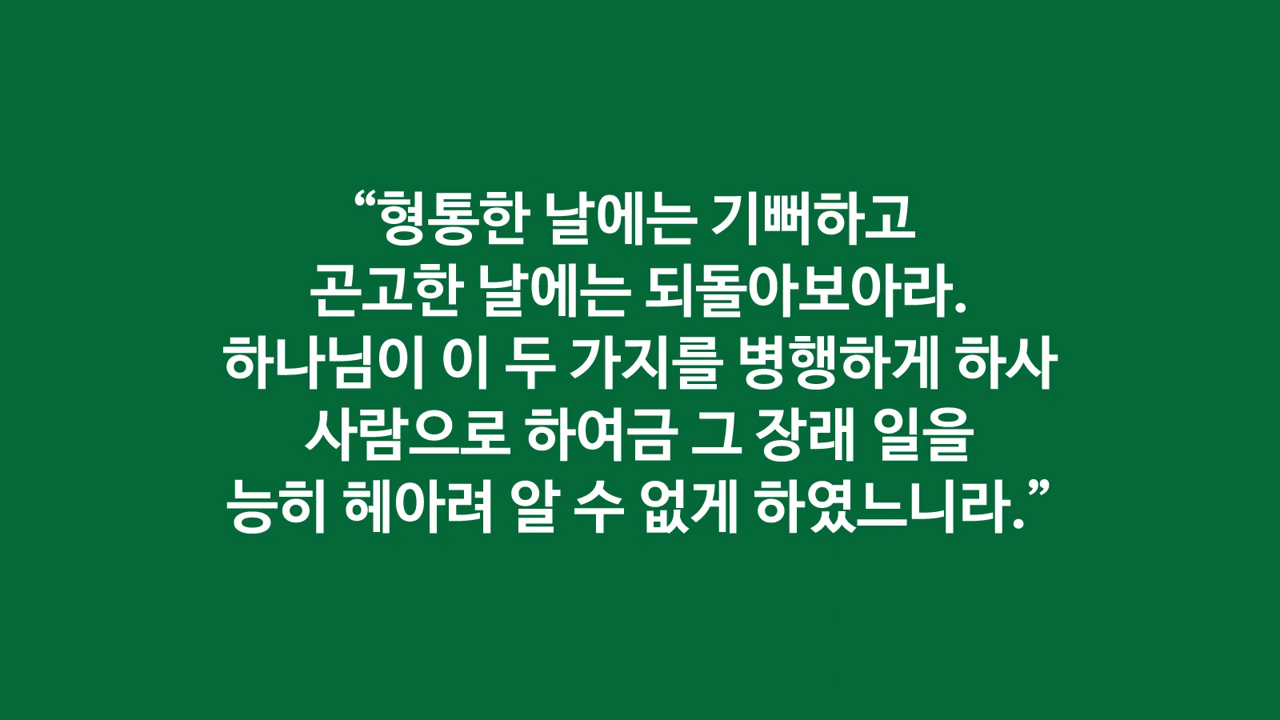 “형통한 날에는 기뻐하고
곤고한 날에는 되돌아보아라.
하나님이 이 두 가지를 병행하게 하사
사람으로 하여금 그 장래 일을
능히 헤아려 알 수 없게 하였느니라.”